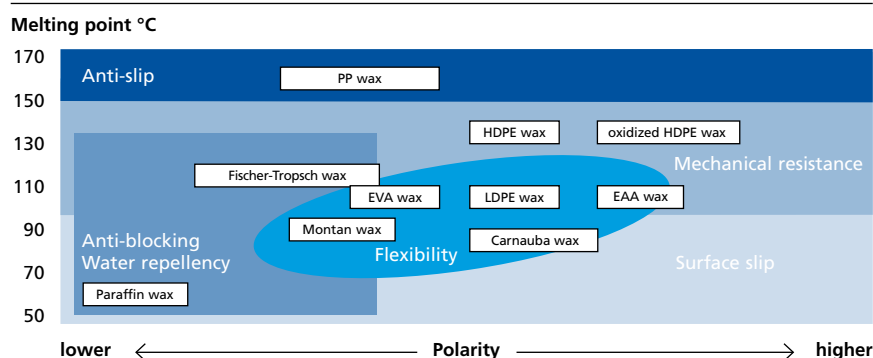 Melting point °C
170
Anti-slip
PP wax
150
130
HDPE wax
oxidized HDPE wax
Mechanical resistance
Fischer-Tropsch wax
110
EVA wax
LDPE wax
EAA wax
90
Montan wax
Carnauba wax
Anti-blocking
Water repellency
Flexibility
Surface slip
70
Paraffin wax
50
lower Polarity higher